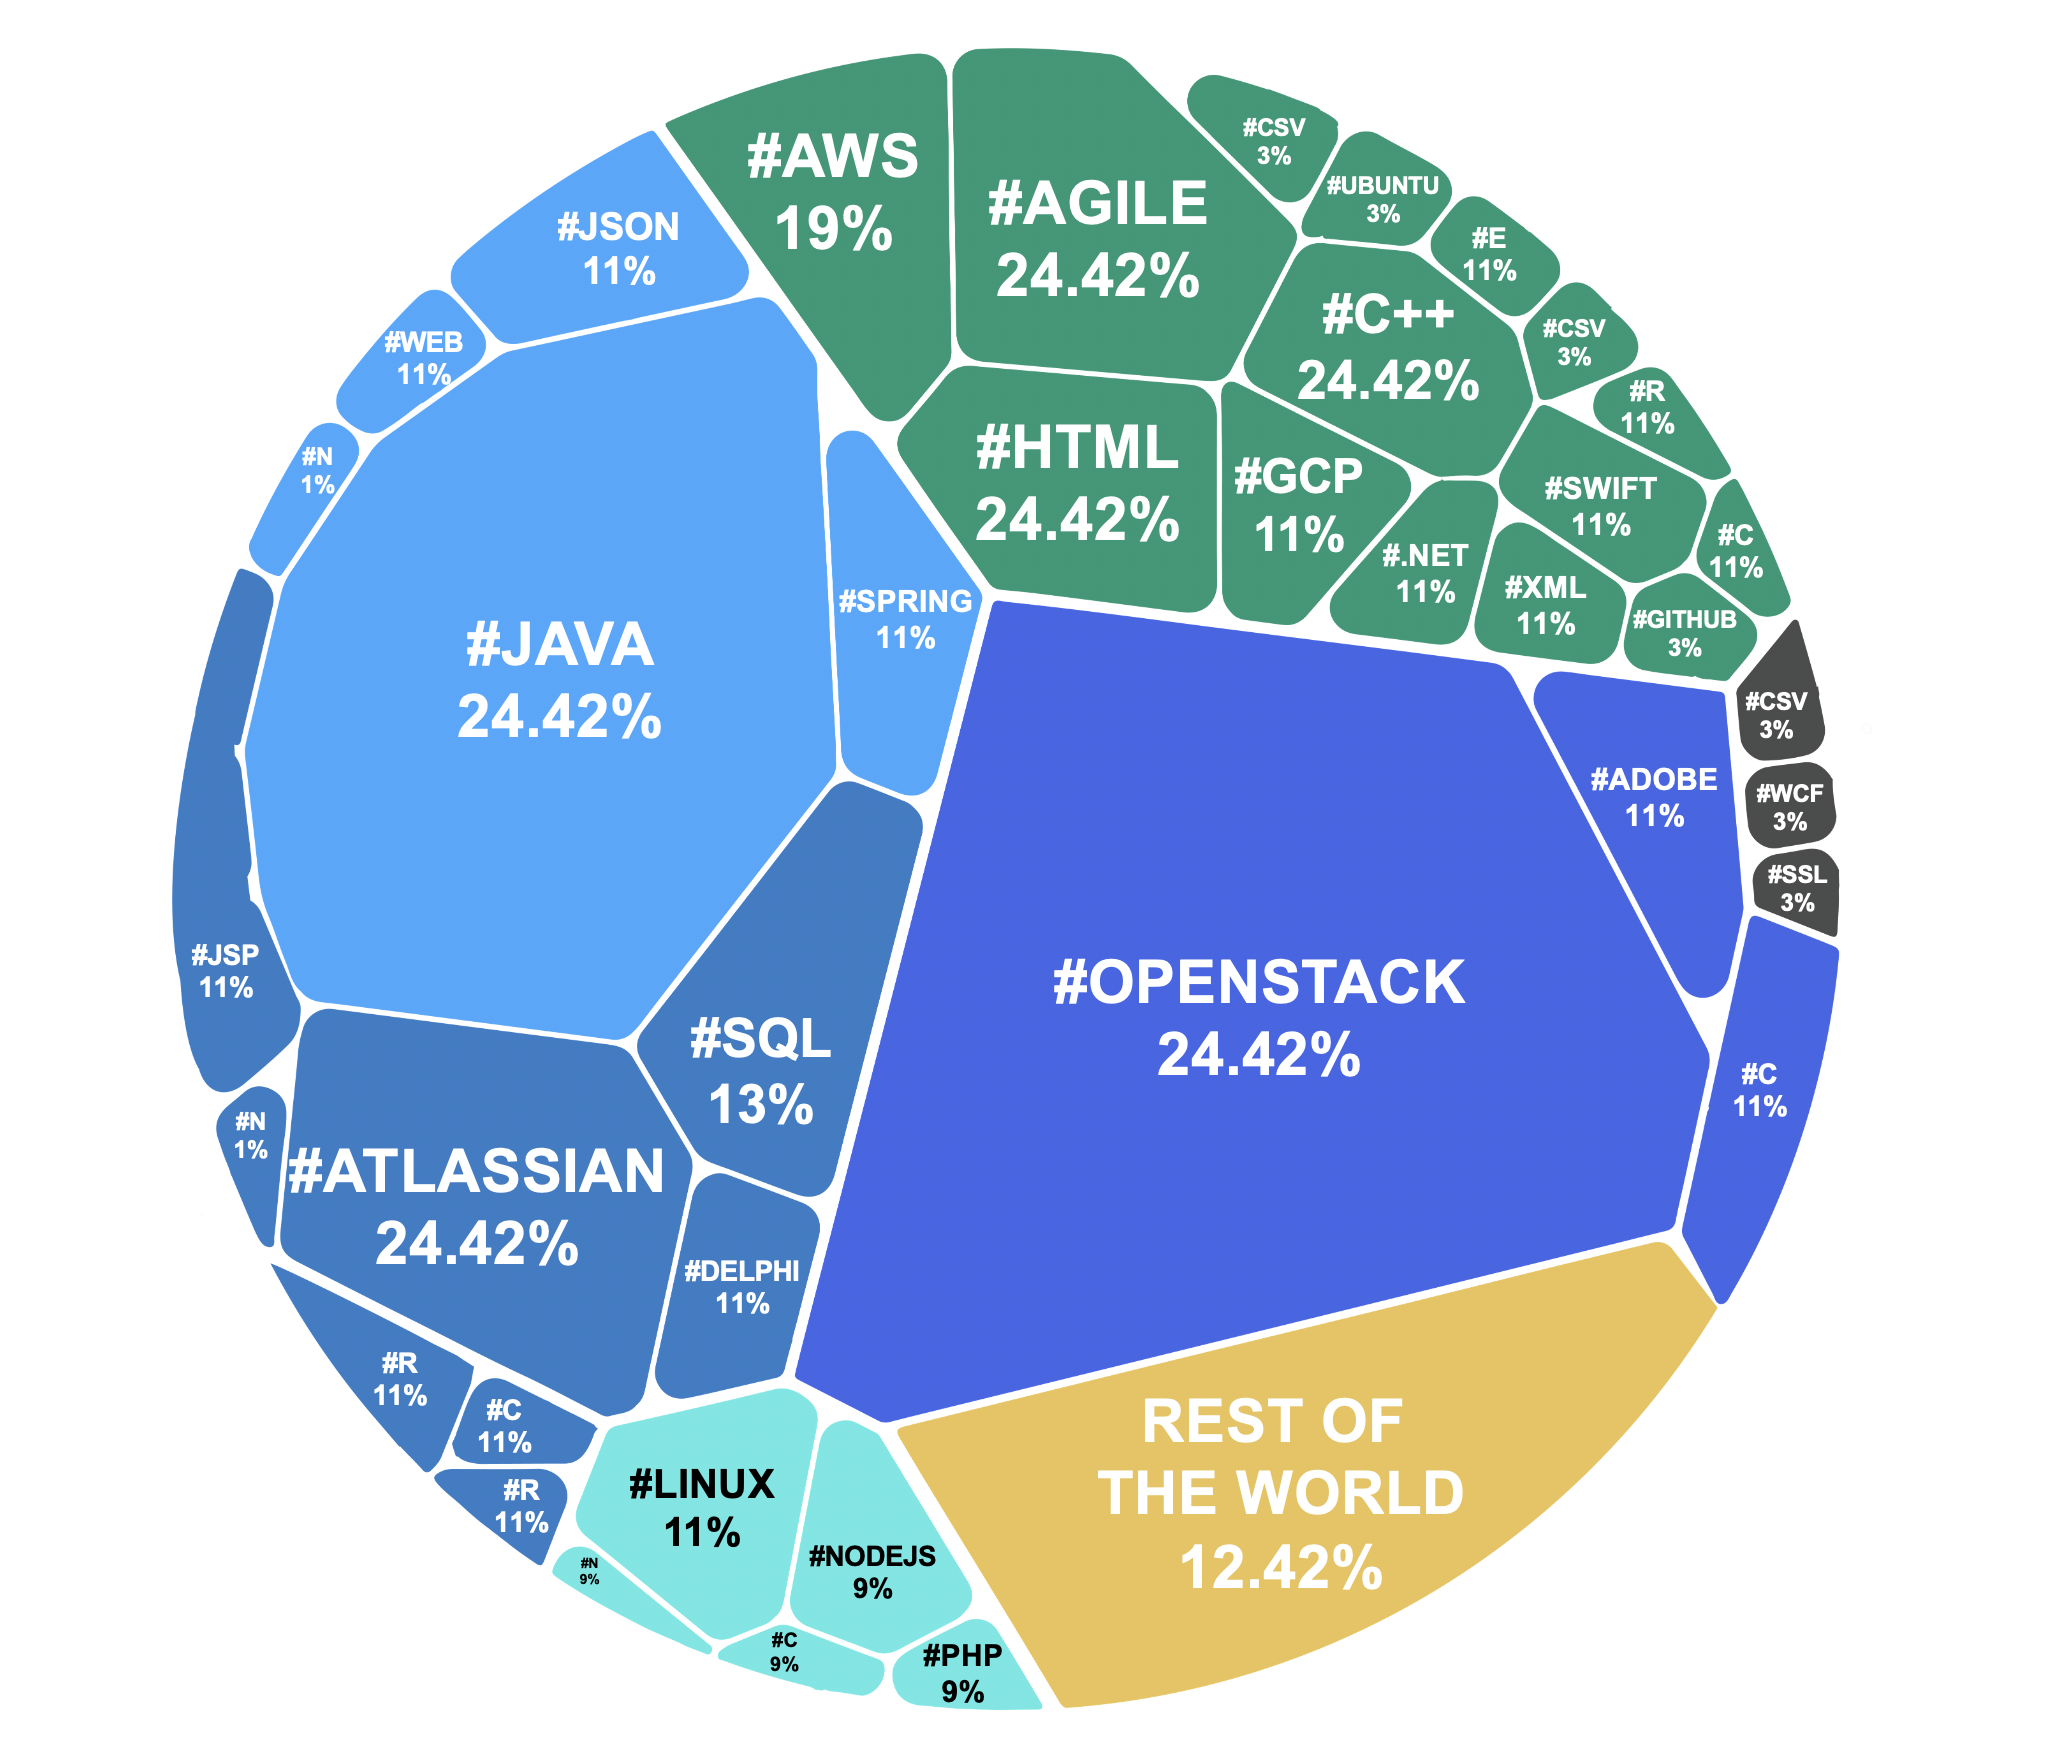 #AWS
19%
#AGILE
24.42%
#CSV
3%
#UBUNTU
3%
#E
11%
#JSON
11%
#C++
24.42%
#CSV
3%
#WEB
11%
#R
11%
#HTML
24.42%
#GCP
11%
#N
1%
#SWIFT
11%
#.NET
11%
#C
11%
#XML
11%
#SPRING
11%
#GITHUB
3%
#JAVA
24.42%
#CSV
3%
#ADOBE
11%
#WCF
3%
#SSL
3%
#JSP
11%
#OPENSTACK
24.42%
#SQL
13%
#C
11%
#N
1%
#ATLASSIAN
24.42%
#DELPHI
11%
#R
11%
#C
11%
REST OF
THE WORLD
12.42%
#LINUX
11%
#R
11%
#NODEJS
9%
#N
9%
#C
9%
#PHP
9%